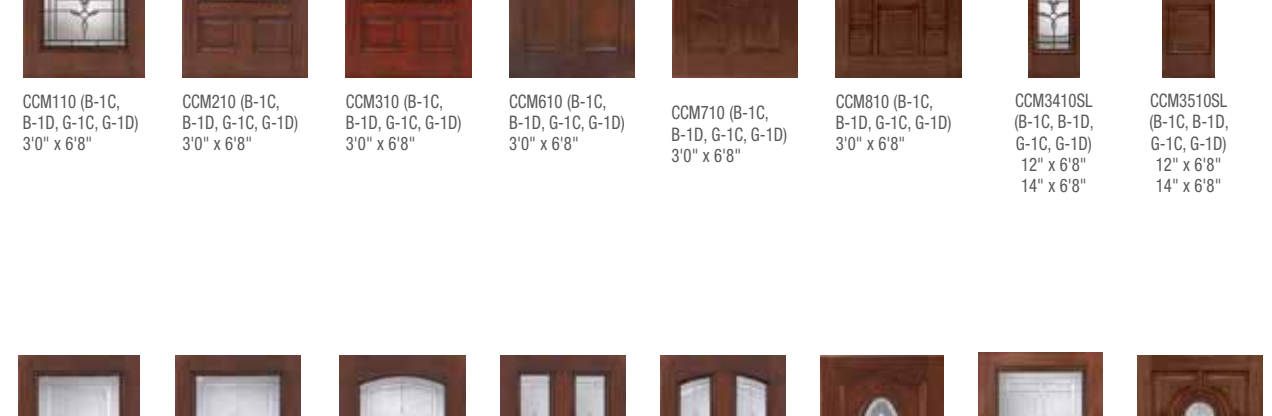 CCM110 (B-1C,
B-1D, G-1C, G-1D)
3'0" x 6'8"
CCM210 (B-1C,
B-1D, G-1C, G-1D)
3'0" x 6'8"
CCM310 (B-1C,
B-1D, G-1C, G-1D)
3'0" x 6'8"
CCM610 (B-1C,
B-1D, G-1C, G-1D)
3'0" x 6'8"
CCM710 (B-1C,
B-1D, G-1C, G-1D)
3'0" x 6'8"
CCM810 (B-1C,
B-1D, G-1C, G-1D)
3'0" x 6'8"
CCM3410SL
(B-1C, B-1D,
G-1C, G-1D)
12" x 6'8"
14" x 6'8"
CCM3510SL
(B-1C, B-1D,
G-1C, G-1D)
12" x 6'8"
14" x 6'8"